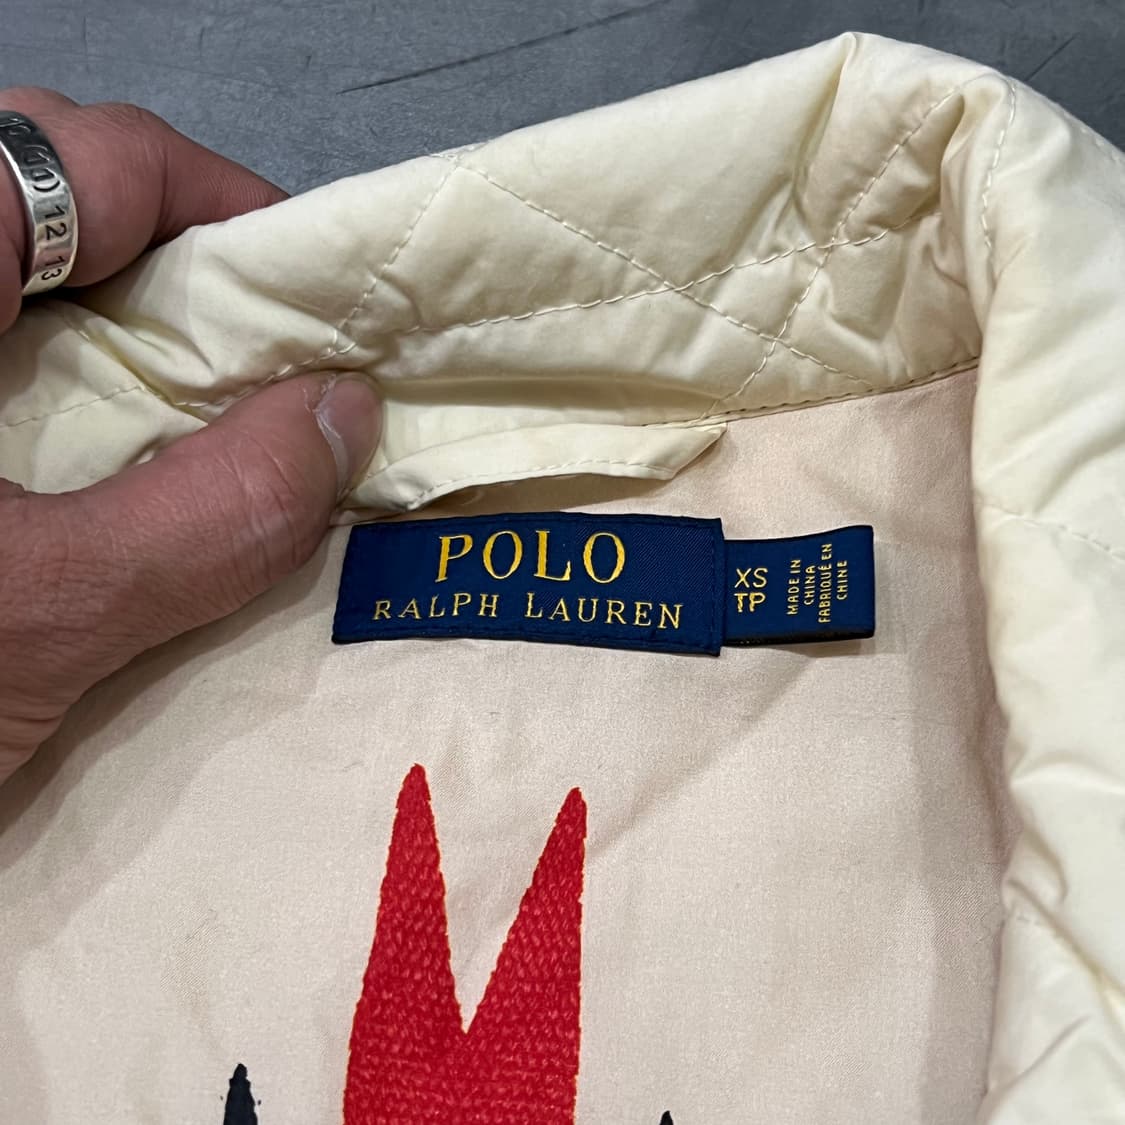 POLO
RALPH LAUREN
XS
TP
MADE IN
CHINA
FABRIQUÉ EN
CHINE
12 13